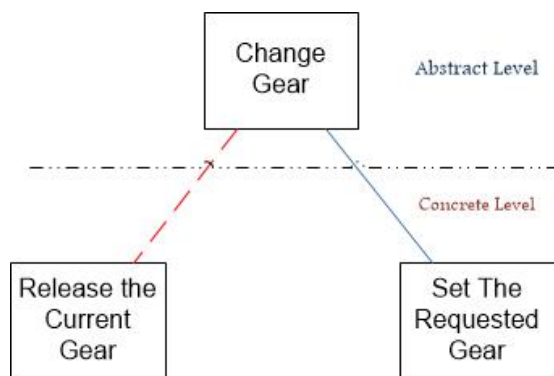 Change
Gear
Abstract Level
Concrete Level
Release the
Current
Gear
Set The
Requested
Gear